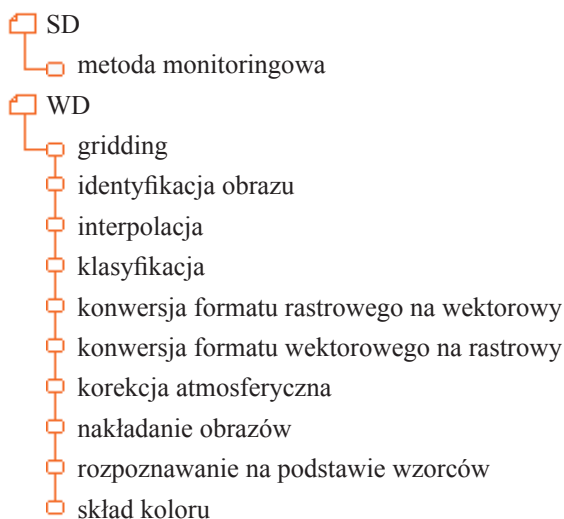 SD
metoda monitoringowa
WD
gridding
identyfikacja obrazu
interpolacja
klasyfikacja
konwersja formatu rastrowego na wektorowy
konwersja formatu wektorowego na rastrowy
korekcja atmosferyczna
nakładanie obrazów
rozpoznawanie na podstawie wzorców
skład koloru